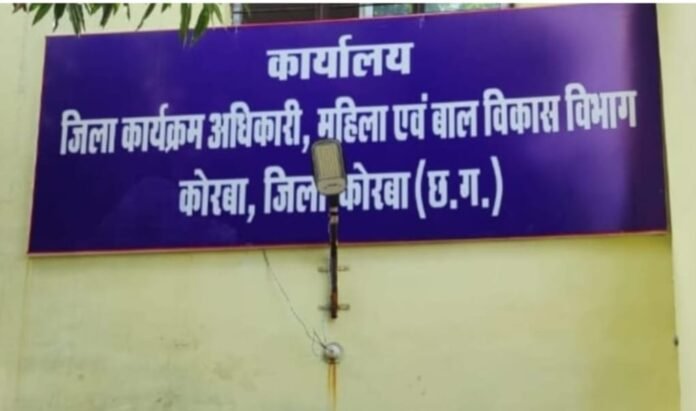 कार्यालय
जिला कार्यक्रम अधिकारी, महिला एवं बाल विकास विभाग
कोरबा, जिला कोरबा (छ.ग.)